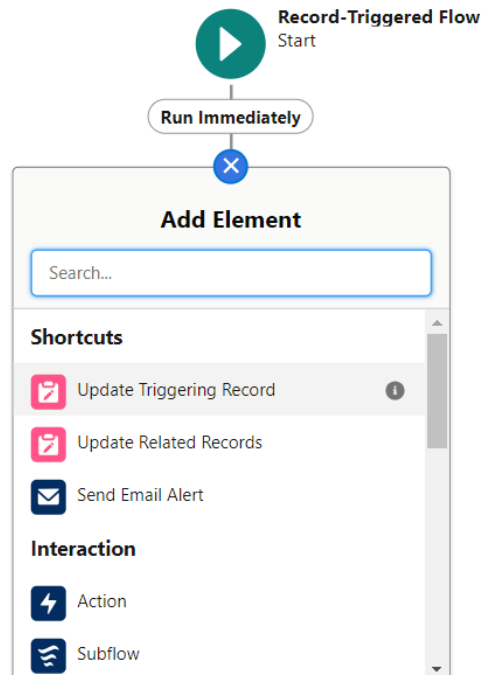 Record-Triggered Flow
Start
Run Immediately
Add Element
Search...
Shortcuts
Update Triggering Record
Update Related Records
Send Email Alert
Interaction
Action
Subflow